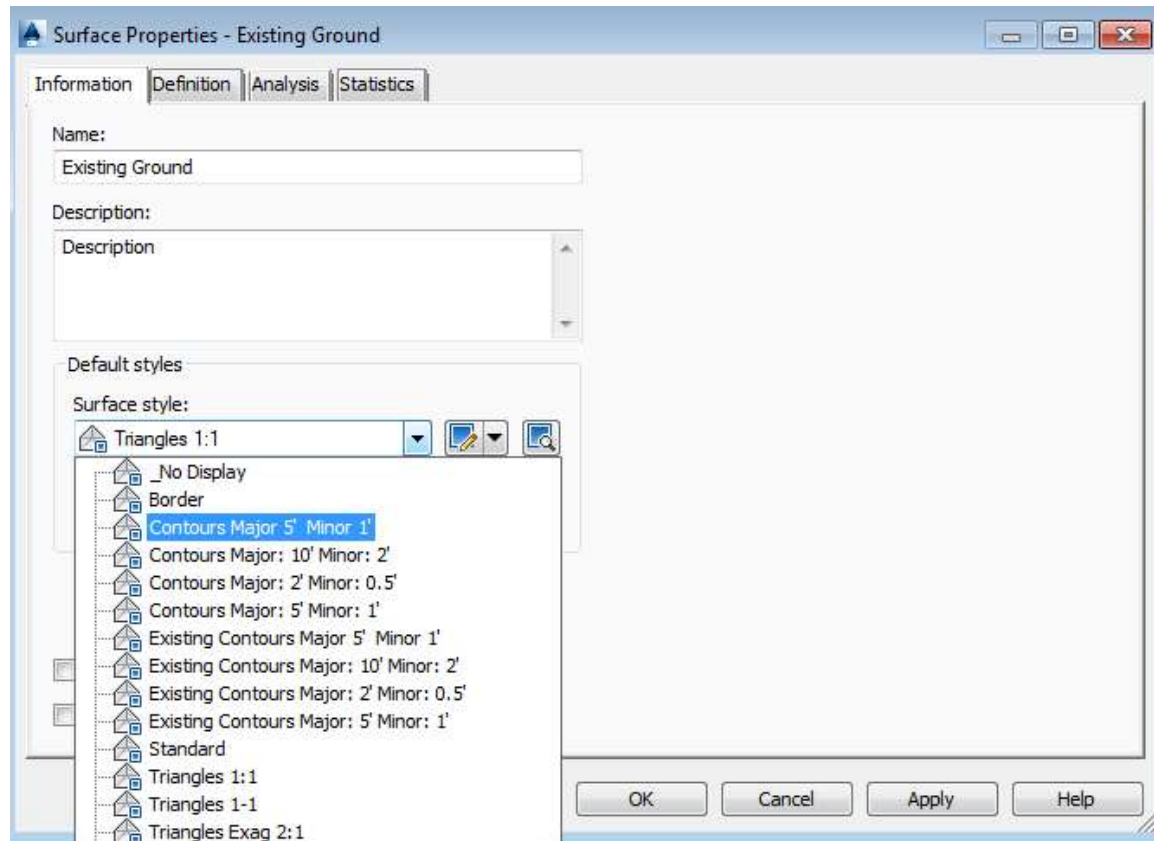 Surface Properties - Existing Ground
Information Definition Analysis Statistics
Name:
Existing Ground
Description:
Description
Default styles
Surface style:
Triangles 1:1
_No Display
Border
Contours Major 5' Minor 1'
Contours Major: 10' Minor: 2'
Contours Major: 2' Minor: 0.5'
Contours Major: 5' Minor: 1'
Existing Contours Major 5' Minor 1'
Existing Contours Major: 10' Minor: 2'
Existing Contours Major: 2' Minor: 0.5'
Existing Contours Major: 5' Minor: 1'
Standard
Triangles 1:1
Triangles 1-1
Triangles Exag 2:1
OK Cancel Apply Help